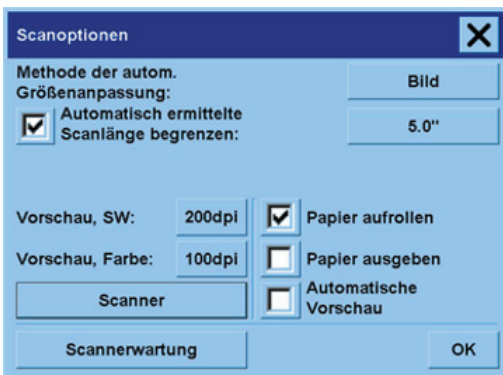 Scanoptionen
Methode der autom.
Größenanpassung:
Bild
Automatisch ermittelte
Scanlänge begrenzen:
5.0"
Vorschau, SW:
200dpi
Papier aufrollen
Vorschau, Farbe:
100dpi
Papier ausgeben
Scanner
Automatische
Vorschau
Scannerwartung
OK